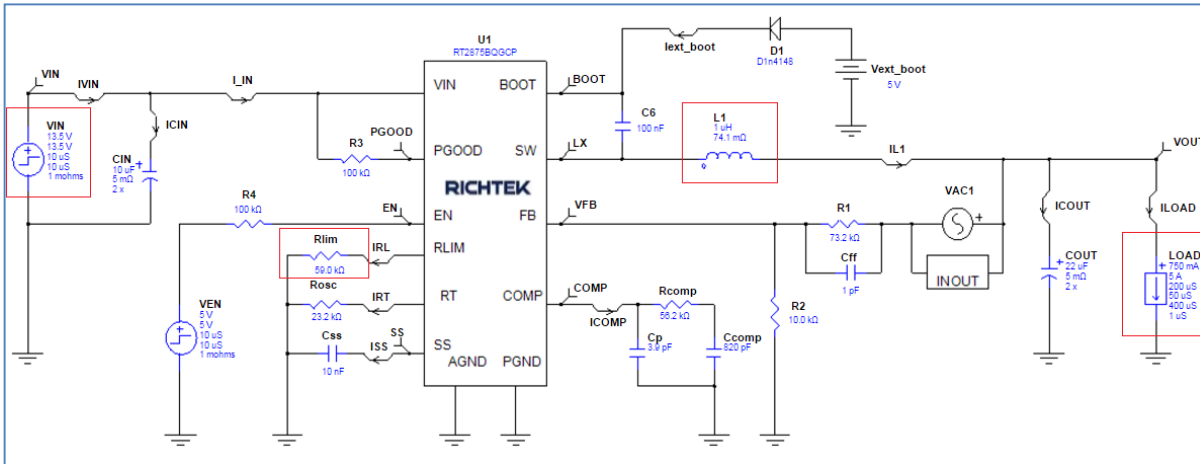 U1
RT2875BQGCP
VIN
BOOT
PGOOD
SW
RICHTEK
EN
FB
RLIM
RT
COMP
SS
AGND
PGND
VIN
IVIN
I_IN
ICIN
VIN
13.5 V
13.5 V
10 uS
10 uS
1 mohms
CIN
10 uF
5 mΩ
2 x
PGOOD
R3
100 kΩ
R4
100 kΩ
EN
Rlim
59.0 kΩ
IRL
Rosc
23.2 kΩ
IRT
Css
10 nF
ISS
SS
VEN
5 V
5 V
10 uS
10 uS
1 mohms
Iext_boot
D1
D1n4148
Vext_boot
5 V
BOOT
C6
100 nF
LX
L1
1 uH
74.1 mΩ
IL1
VOUT
VFB
R1
73.2 kΩ
Cff
1 pF
VAC1
INOUT
ICOUT
ILOAD
COUT
22 uF
5 mΩ
2 x
LOAD
750 mA
5 A
200 uS
50 uS
400 uS
1 uS
COMP
ICOMP
Rcomp
56.2 kΩ
Cp
3.9 pF
Ccomp
820 pF
R2
10.0 kΩ